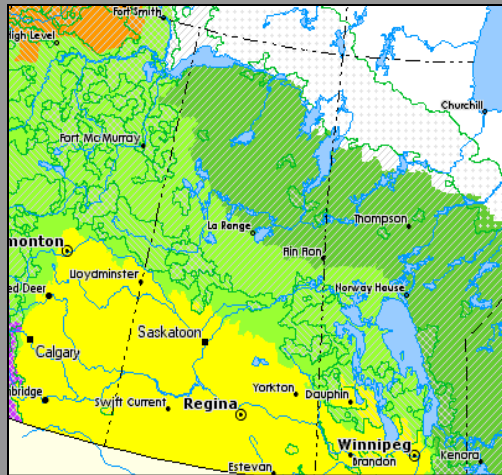 Fort Smith
High Level
Churchill
Fort McMurray
La Ronge
Thompson
Flin Flon
monton
Lloydminster
ed Deer
Norway House
Saskatoon
Calgary
Yorkton
Dauphin
nbridge
Swift Current
Regina
Winnipeg
Brandon
Kenora
Estevan